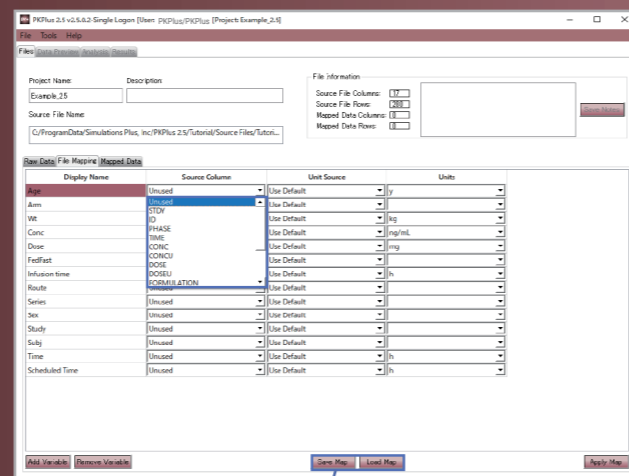 PKPlus 2.5 v2.5.0.2-Single Logon [User: PKPlus/PKPlus [Project: Example_2.5]
File Tools Help
Files Data Preview Analysis Results
Project Name: Description:
Example_25
Source File Name:
C:/ProgramData/Simulations Plus, Inc/PKPlus 2.5/Tutorial/Source Files/Tutori...
File Information
Source File Columns: 17
Source File Rows: 280
Mapped Data Columns: 0
Mapped Data Rows: 0
Save Notes
Raw Data File Mapping Mapped Data
Display Name Source Column Unit Source Units
Age Unused Use Default y
Arm Unused Use Default
Wt STDY Use Default kg
ID
Conc PHASE Use Default ng/mL
TIME
Dose CONC Use Default mg
CONCU
FedFast DOSE Use Default
Infusion time DOSEU Use Default h
FORMULATION
Route Unused Use Default
Series Unused Use Default
Sex Unused Use Default
Study Unused Use Default
Subj Unused Use Default
Time Unused Use Default h
Scheduled Time Unused Use Default h
Add Variable Remove Variable Save Map Load Map Apply Map